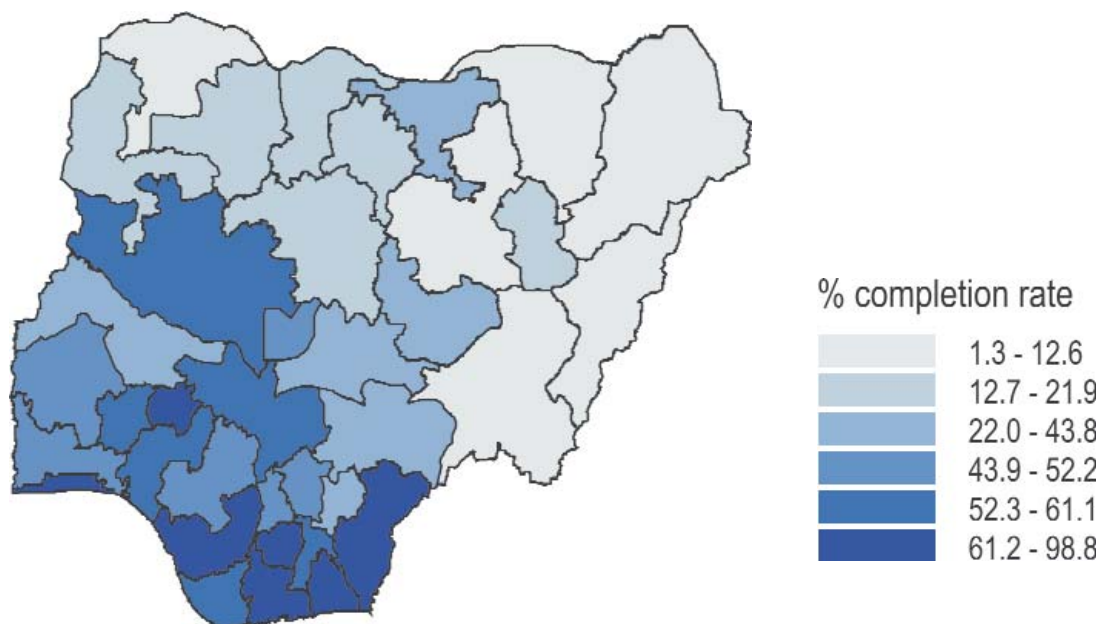 % completion rate
1.3 - 12.6
12.7 - 21.9
22.0 - 43.8
43.9 - 52.2
52.3 - 61.1
61.2 - 98.8